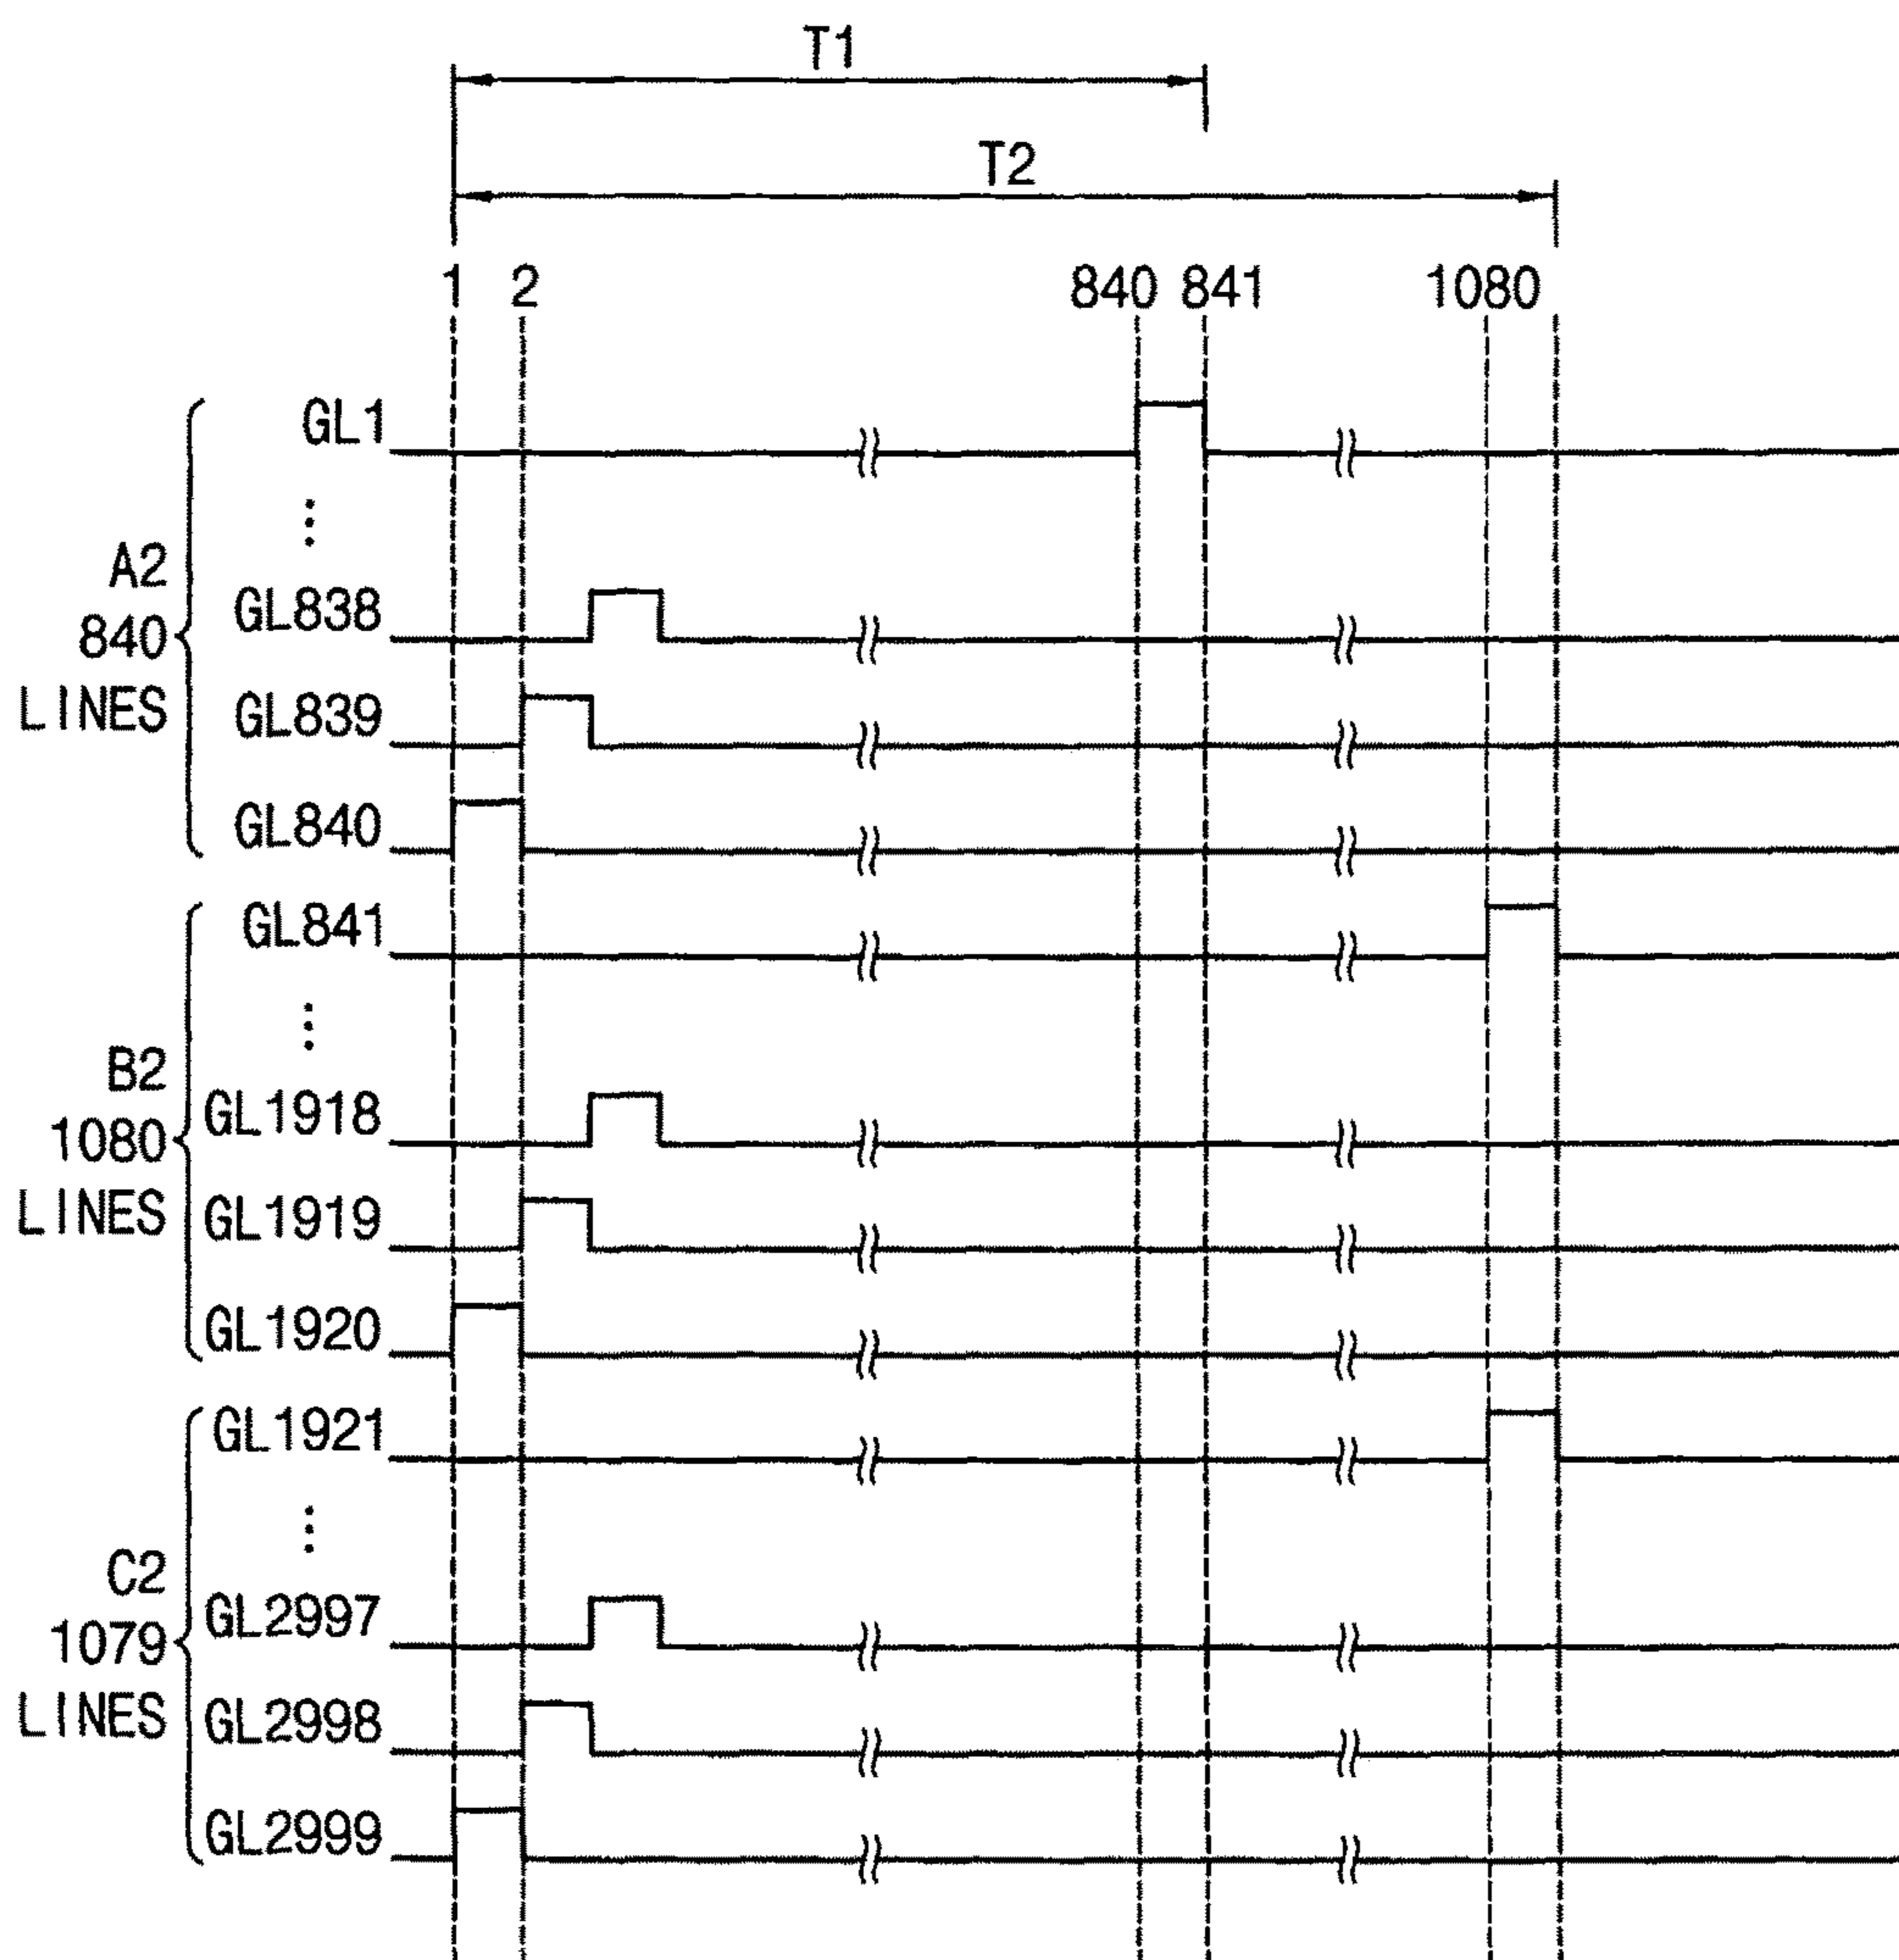 T1
T2
1 2 840 841 1080
GL1
⋮
GL838
GL839
GL840
A2
840
LINES
GL841
⋮
GL1918
GL1919
GL1920
B2
1080
LINES
GL1921
⋮
GL2997
GL2998
GL2999
C2
1079
LINES